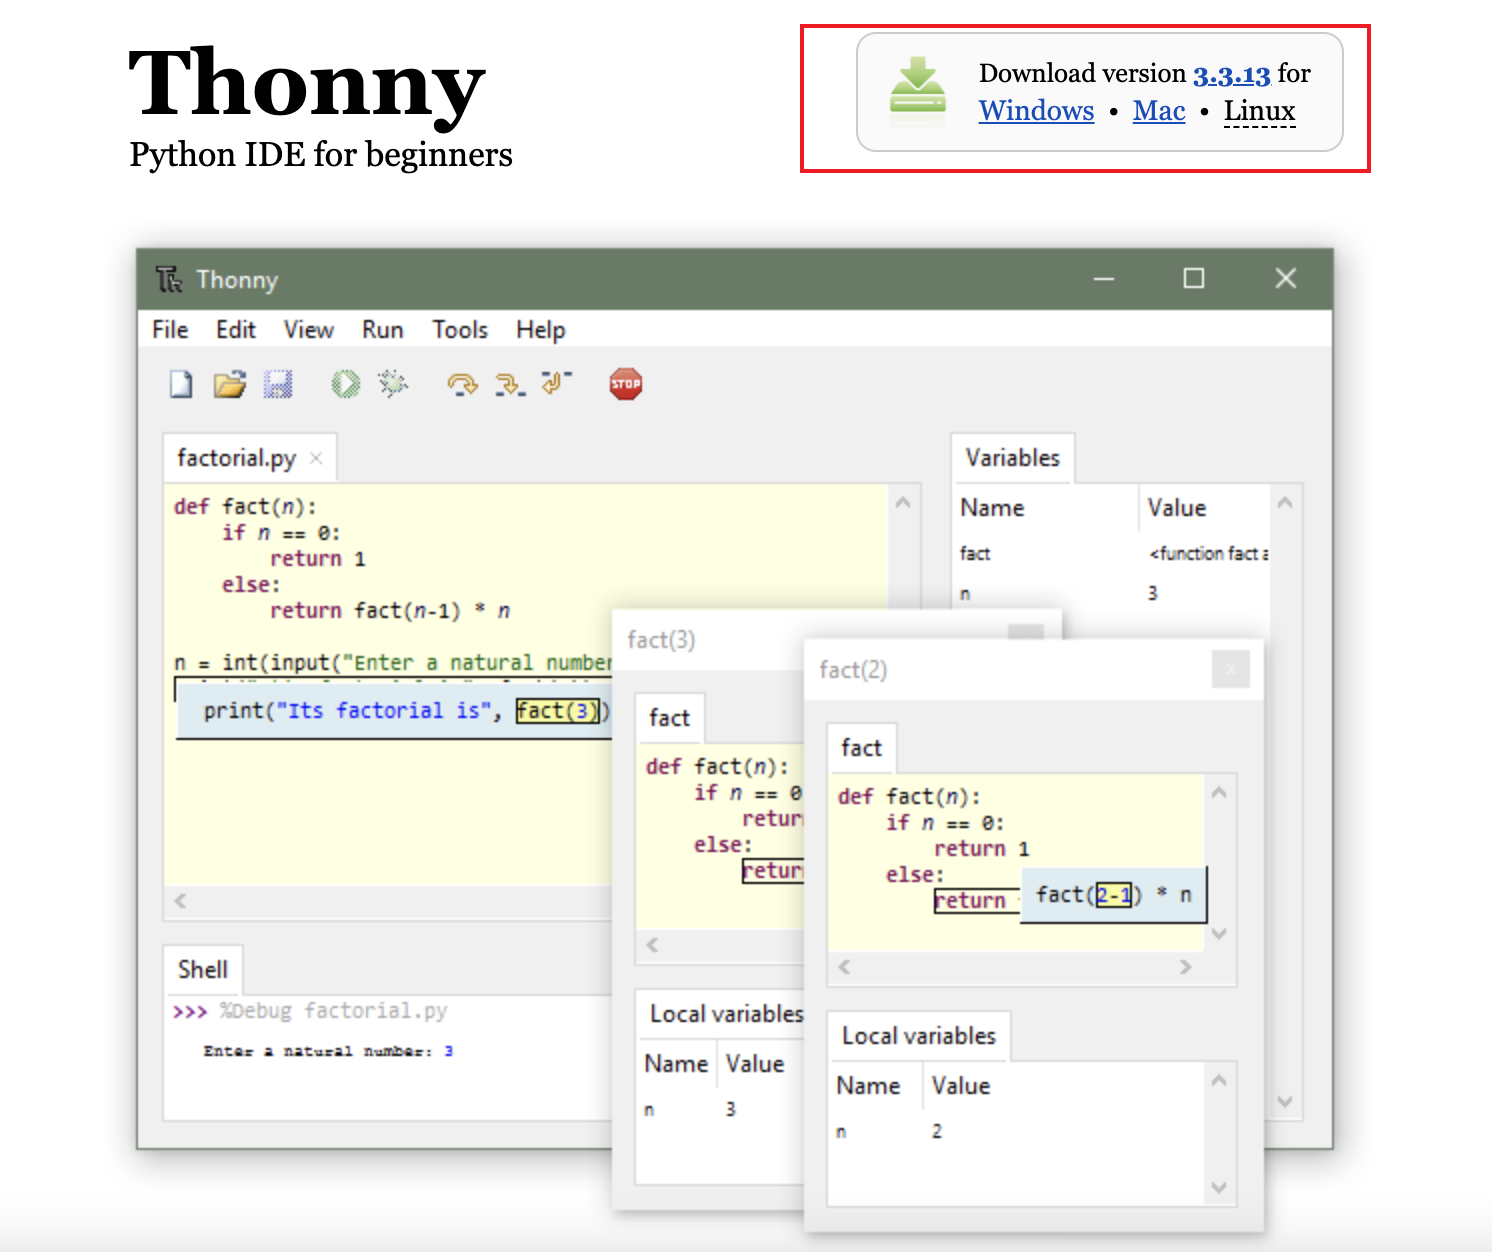 Thonny
Python IDE for beginners
Download version 3.3.13 for
Windows • Mac • Linux
Thonny
File Edit View Run Tools Help
STOP
factorial.py
def fact(n):
    if n == 0:
        return 1
    else:
        return fact(n-1) * n
n = int(input("Enter a natural number
print("Its factorial is", fact(3))
Shell
>>> %Debug factorial.py
Enter a natural number: 3
Variables
Name Value
fact <function fact a
n 3
fact(3)
fact
def fact(n):
    if n == 0
        retur
    else:
        retur
Local variables
Name Value
n 3
fact(2)
x
fact
def fact(n):
    if n == 0:
        return 1
    else:
        return fact(2-1) * n
Local variables
Name Value
n 2